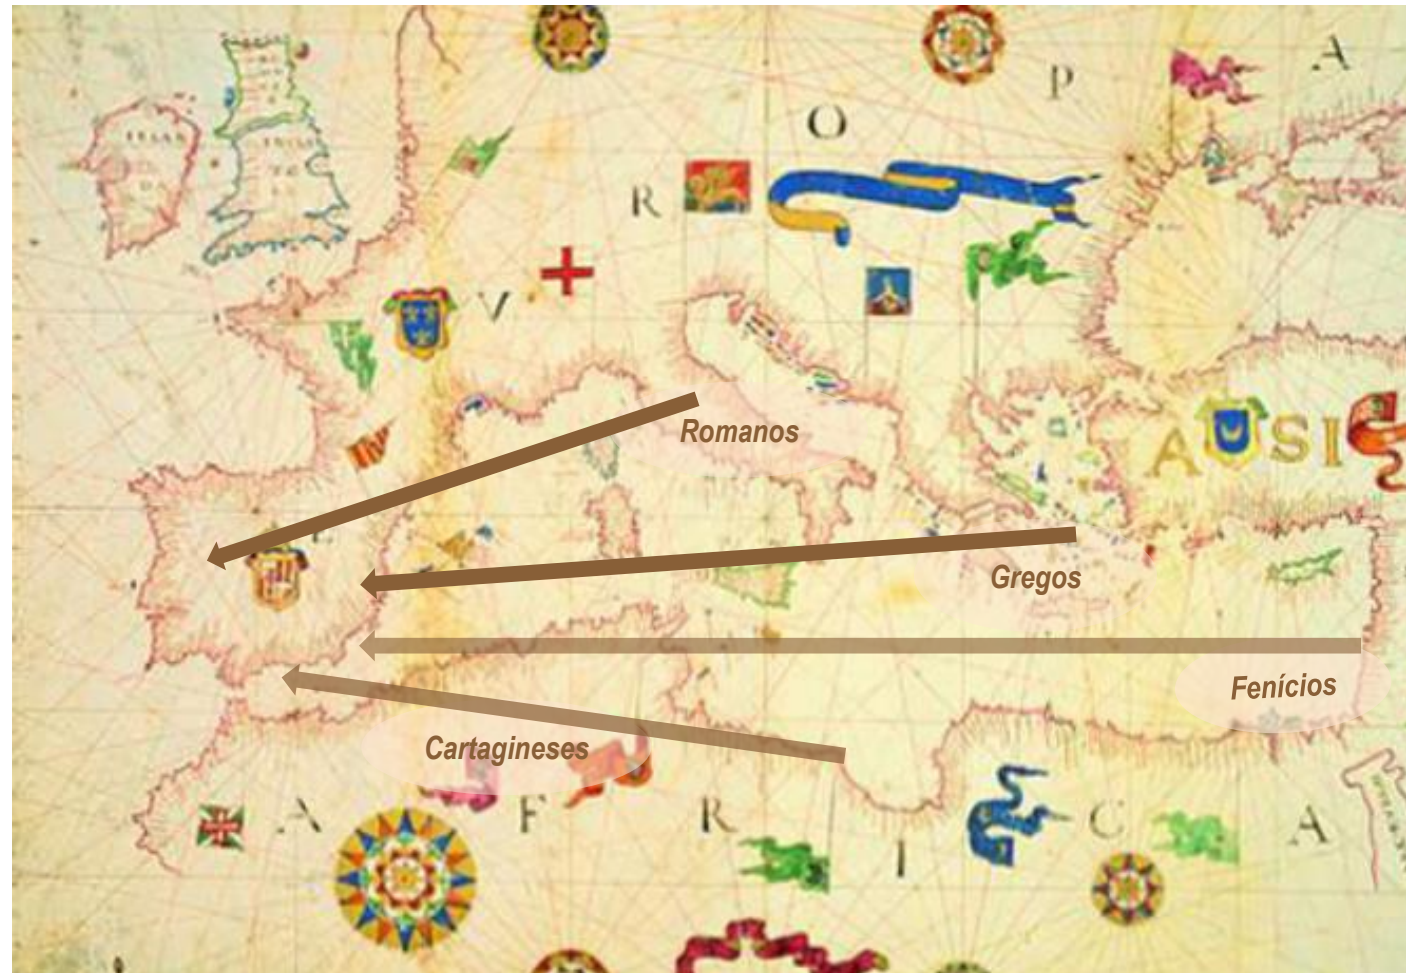 E V R O P A
A SI
Romanos
Gregos
Fenícios
Cartagineses
A F R I C A